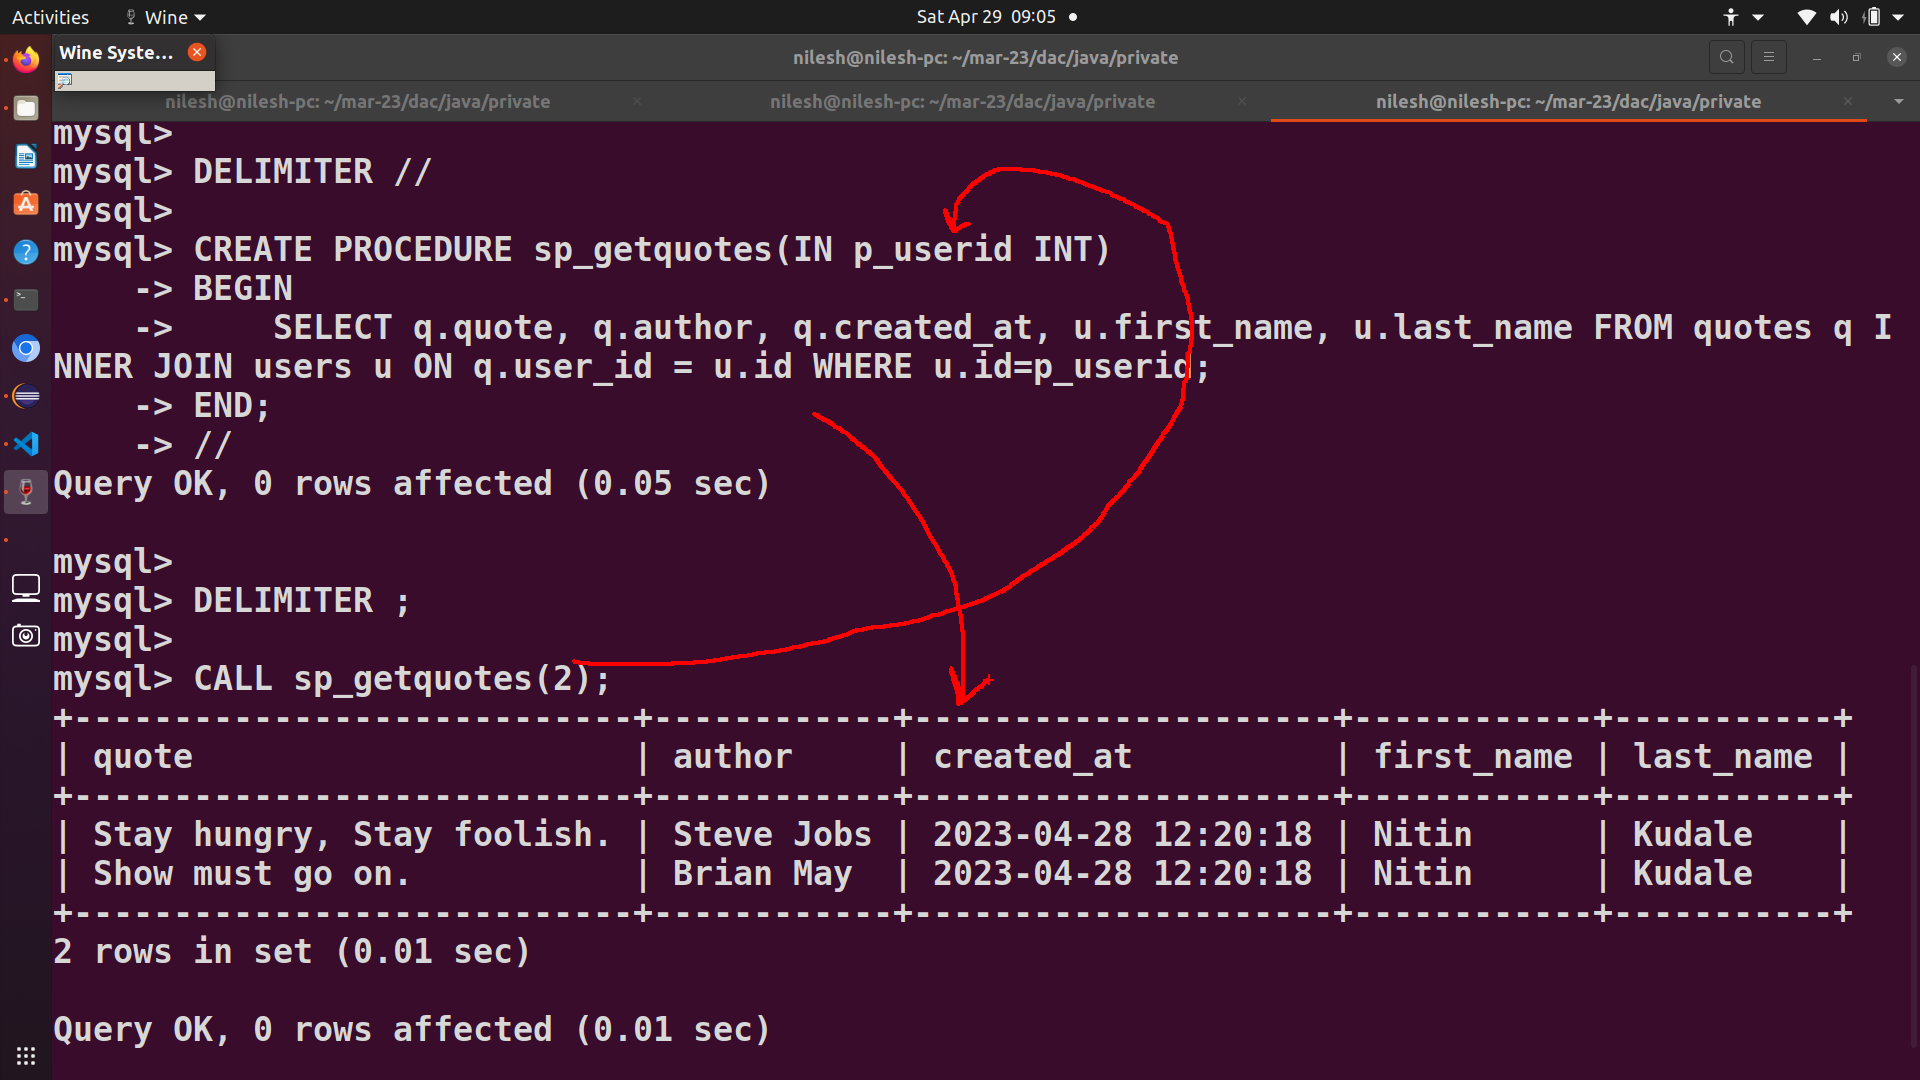 Activities Wine Sat Apr 29 09:05
Wine Syste...
nilesh@nilesh-pc: ~/mar-23/dac/java/private
nilesh@nilesh-pc: ~/mar-23/dac/java/private nilesh@nilesh-pc: ~/mar-23/dac/java/private nilesh@nilesh-pc: ~/mar-23/dac/java/private
mysql>
mysql> DELIMITER //
mysql>
mysql> CREATE PROCEDURE sp_getquotes(IN p_userid INT)
    -> BEGIN
    ->     SELECT q.quote, q.author, q.created_at, u.first_name, u.last_name FROM quotes q I
NNER JOIN users u ON q.user_id = u.id WHERE u.id=p_userid;
    -> END;
    -> //
Query OK, 0 rows affected (0.05 sec)
mysql>
mysql> DELIMITER ;
mysql>
mysql> CALL sp_getquotes(2);
+----------------------------+------------+---------------------+------------+-----------+
| quote                      | author     | created_at          | first_name | last_name |
+----------------------------+------------+---------------------+------------+-----------+
| Stay hungry, Stay foolish. | Steve Jobs | 2023-04-28 12:20:18 | Nitin      | Kudale    |
| Show must go on.           | Brian May  | 2023-04-28 12:20:18 | Nitin      | Kudale    |
+----------------------------+------------+---------------------+------------+-----------+
2 rows in set (0.01 sec)
Query OK, 0 rows affected (0.01 sec)